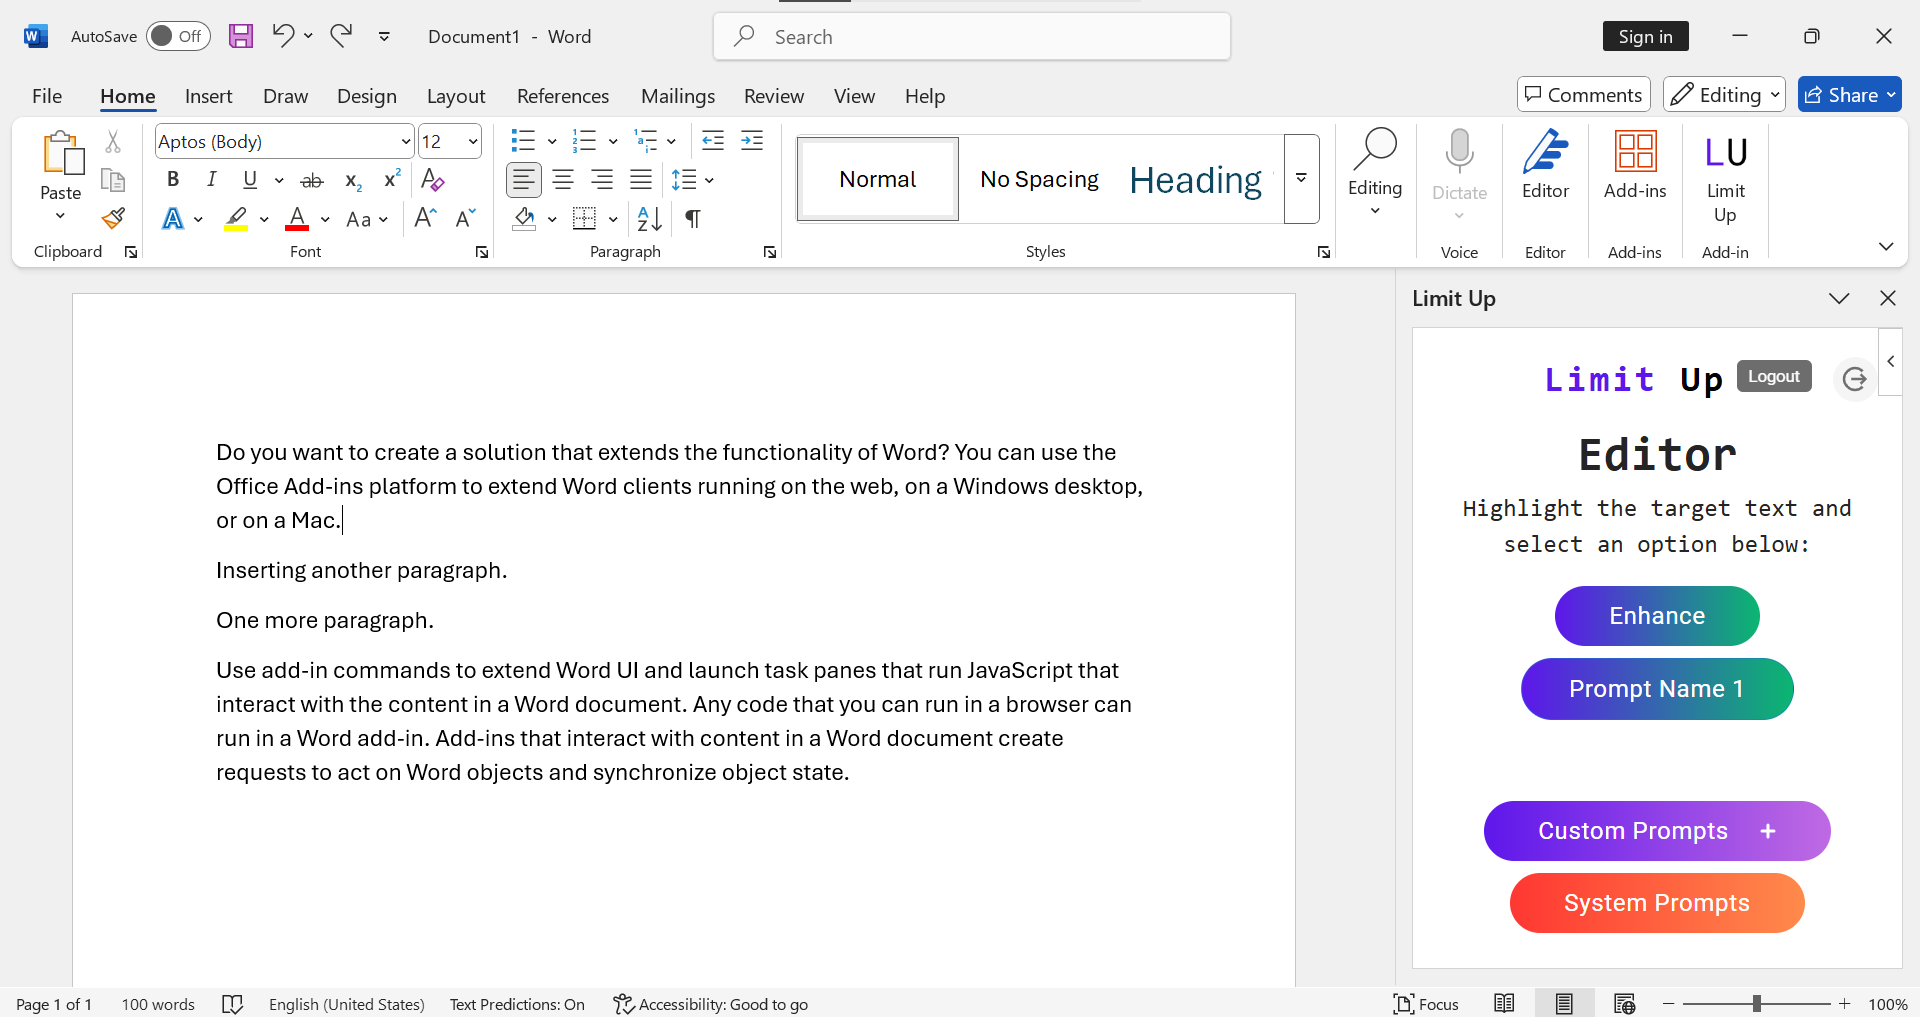 AutoSave Off Document1 - Word Search Sign in
File Home Insert Draw Design Layout References Mailings Review View Help Comments Editing Share
Paste
Clipboard
Aptos (Body) 12
B I U ab x₂ x²
A A Aa A A
Font
Paragraph
Normal No Spacing Heading
Styles
Editing
Dictate
Voice
Editor
Editor
Add-ins
Add-ins
LU
Limit
Up
Add-in
Do you want to create a solution that extends the functionality of Word? You can use the
Office Add-ins platform to extend Word clients running on the web, on a Windows desktop,
or on a Mac.
Inserting another paragraph.
One more paragraph.
Use add-in commands to extend Word UI and launch task panes that run JavaScript that
interact with the content in a Word document. Any code that you can run in a browser can
run in a Word add-in. Add-ins that interact with content in a Word document create
requests to act on Word objects and synchronize object state.
Limit Up
Limit Up Logout
Editor
Highlight the target text and
select an option below:
Enhance
Prompt Name 1
Custom Prompts +
System Prompts
Page 1 of 1 100 words English (United States) Text Predictions: On Accessibility: Good to go Focus 100%